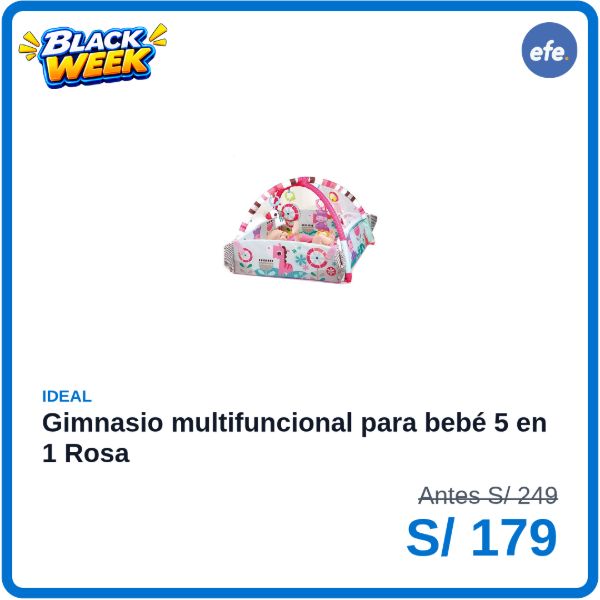 BLACK
WEEK
efe.
IDEAL
Gimnasio multifuncional para bebé 5 en
1 Rosa
Antes S/ 249
S/ 179